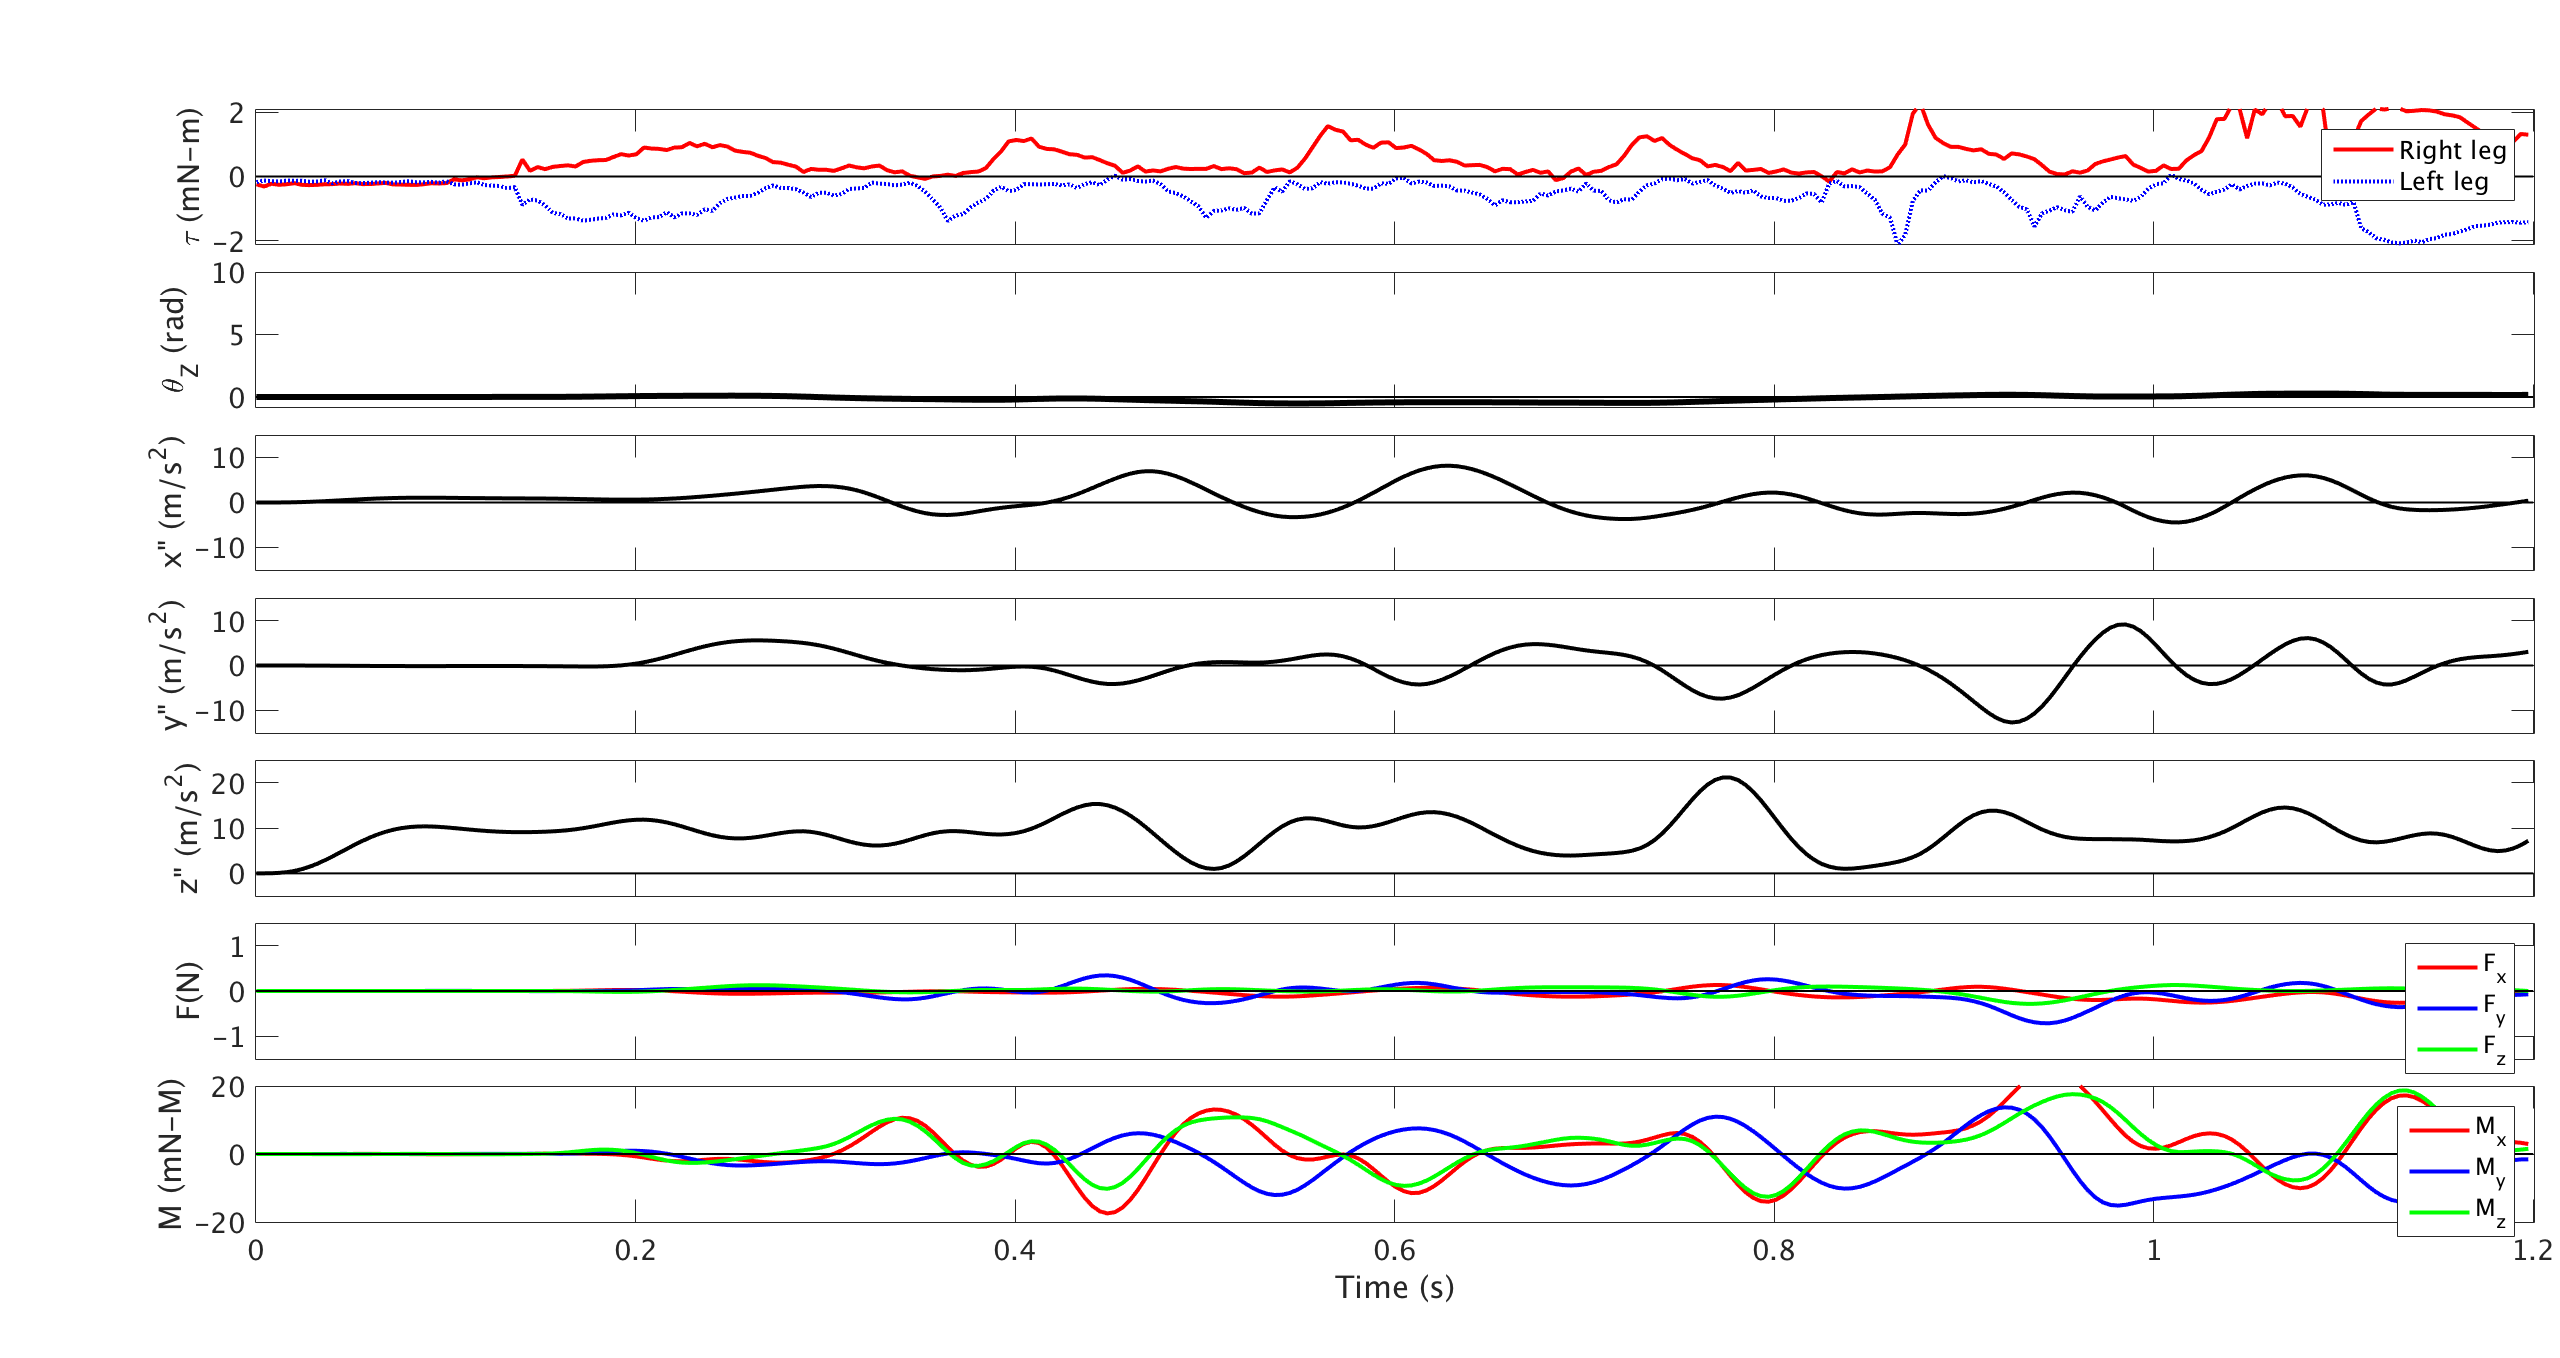 τ (mN-m)
2
0
-2
Right leg
Left leg
θz (rad)
10
5
0
x" (m/s²)
10
0
-10
y" (m/s²)
10
0
-10
z" (m/s²)
20
10
0
F(N)
1
0
-1
Fx
Fy
Fz
M (mN-M)
20
0
-20
Mx
My
Mz
0 0.2 0.4 0.6 0.8 1 1.2
Time (s)